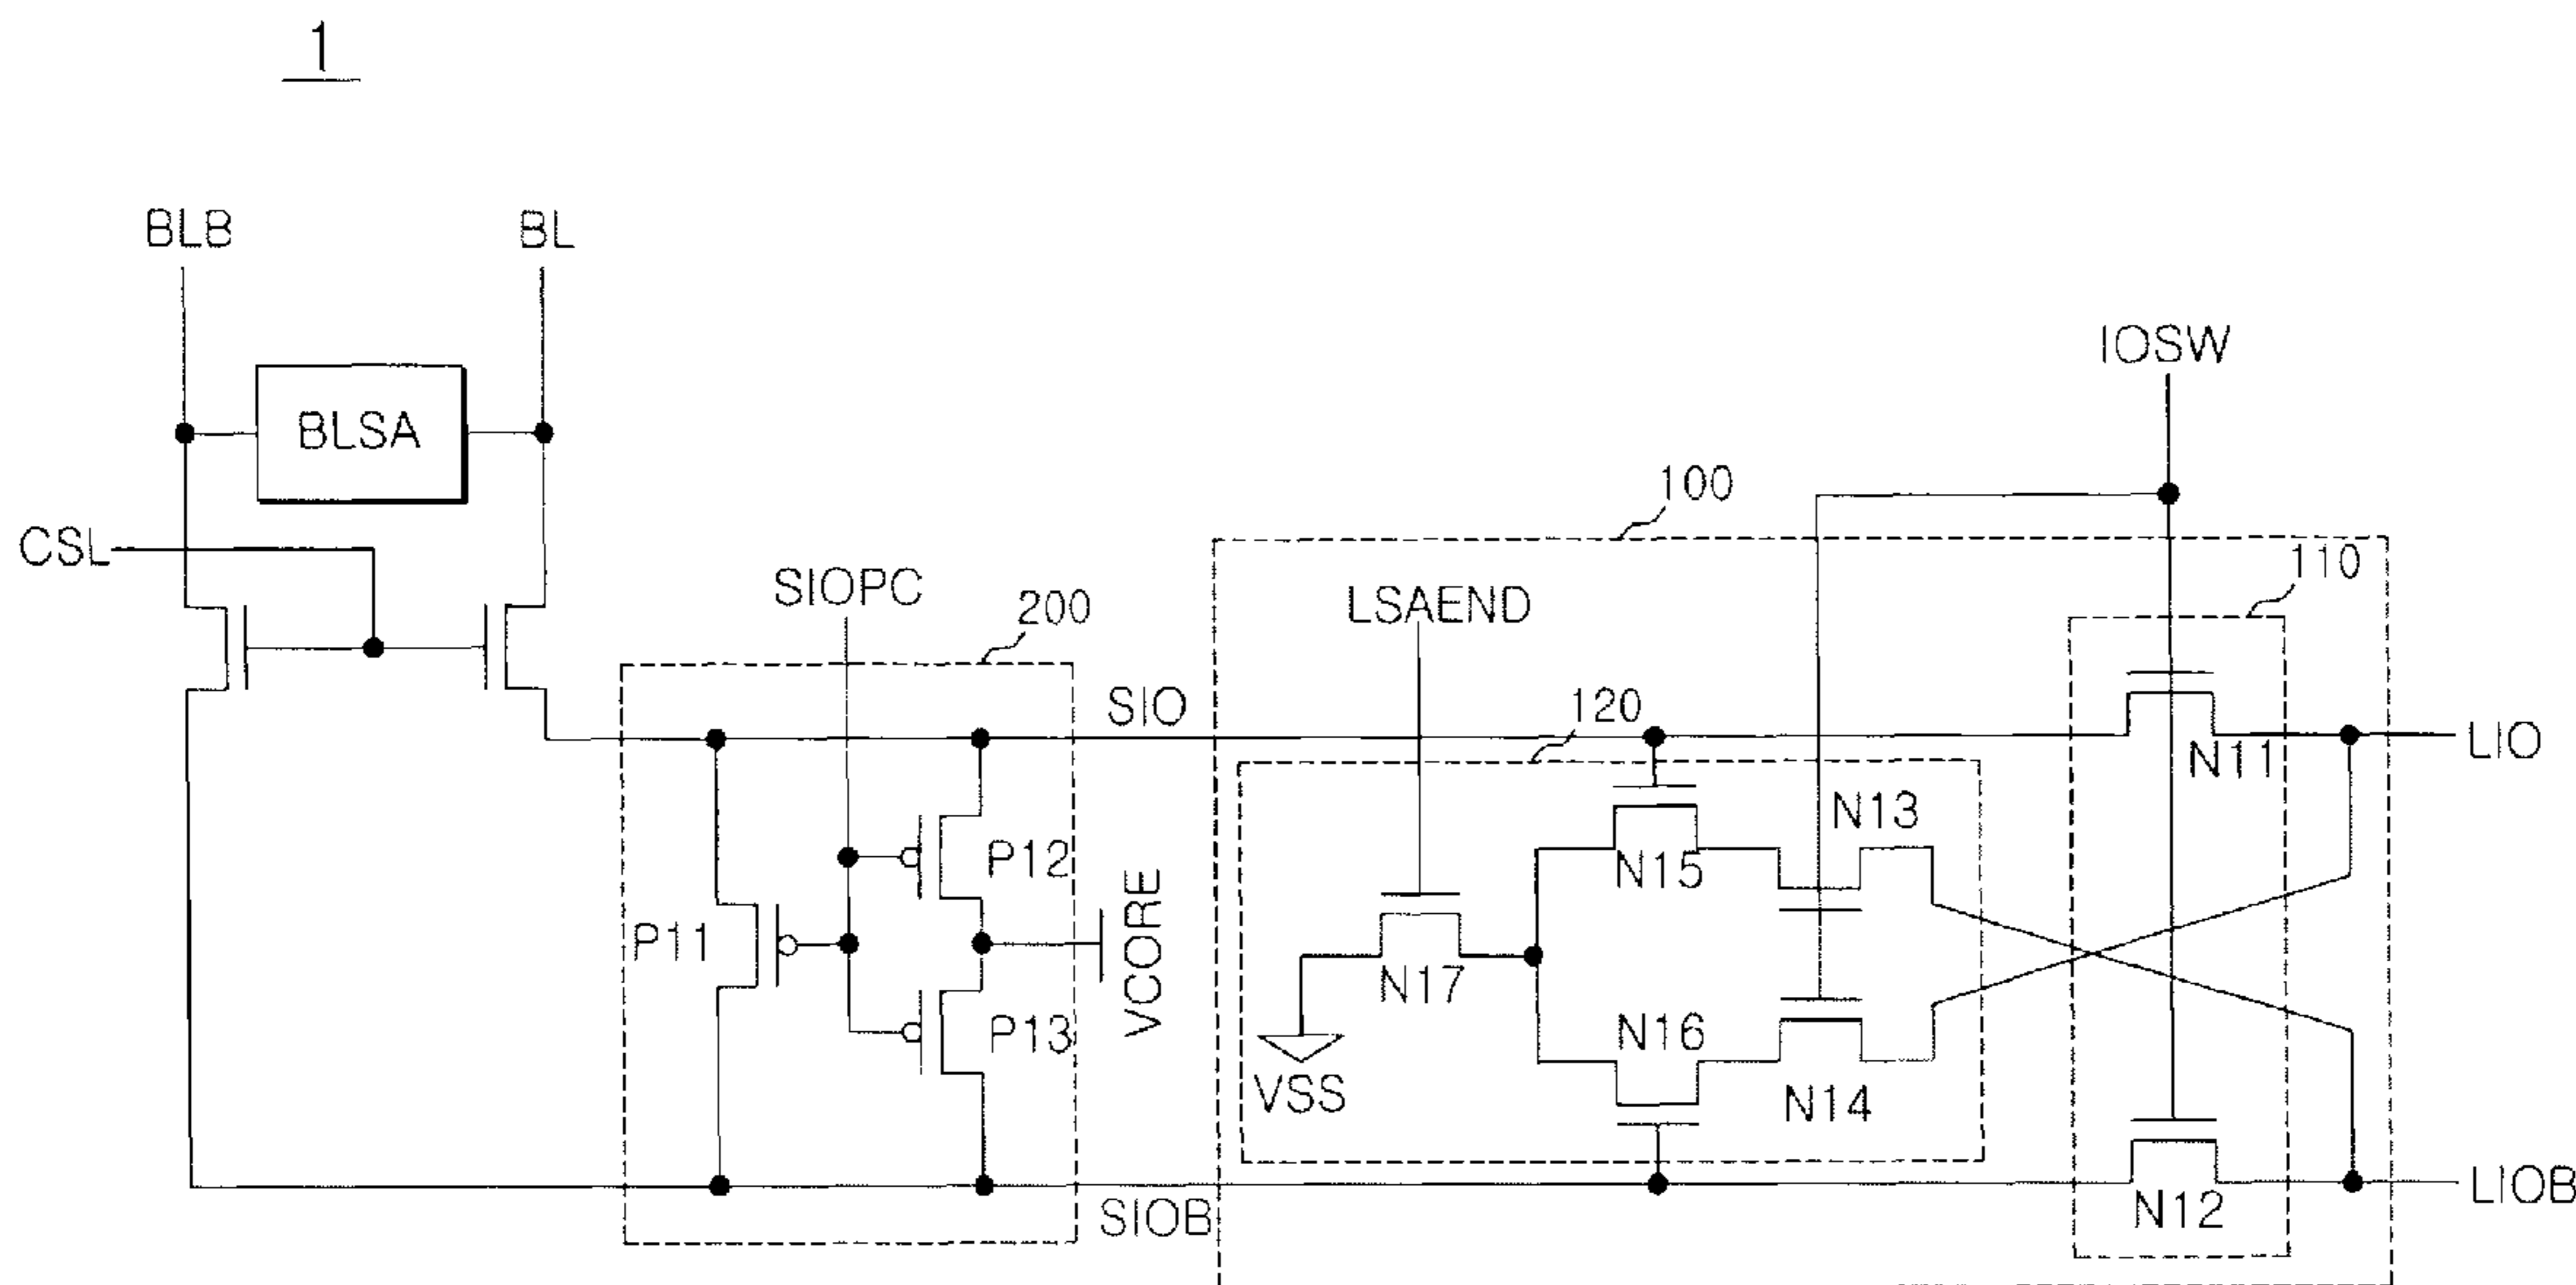 1
BLB
BL
IOSW
BLSA
100
CSL
110
SIOPC
200
LSAEND
SIO
120
LIO
N11
N13
P12
N15
VCORE
P11
N17
P13
N16
VSS
N14
SIOB
N12
LIOB